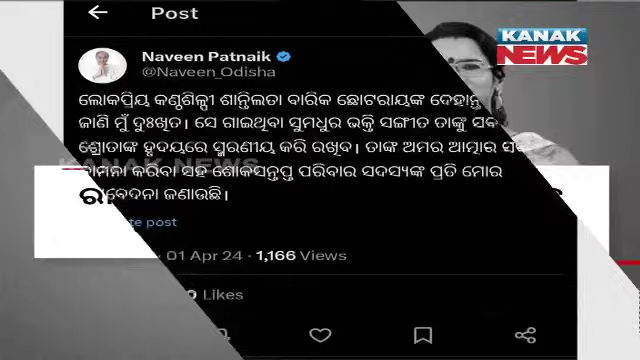 Post
KANAK
NEWS
Naveen Patnaik
@Naveen_Odisha
ଲୋକପ୍ରିୟ କଣ୍ଠଶିଳ୍ପୀ ଶାନ୍ତିଲତା ବାରିକ ଛୋଟରାୟଙ୍କ ଦେହାନ୍ତ
ଜାଣି ମୁଁ ଦୁଃଖିତ। ସେ ଗାଇଥିବା ସୁମଧୁର ଭକ୍ତି ସଙ୍ଗୀତ ତାଙ୍କୁ ସବୁ
ଶ୍ରୋତାଙ୍କ ହୃଦୟରେ ସ୍ମରଣୀୟ କରି ରଖିବ। ତାଙ୍କ ଅମର ଆତ୍ମାର
KANAK NEWS
କାମନା କରିବା ସହ ଶୋକସନ୍ତପ୍ତ ପରିବାର ସଦସ୍ୟଙ୍କ ପ୍ରତି ମୋର
ବେଦନା ଜଣାଉଛି।
post
01 Apr 24 · 1,166 Views
Likes